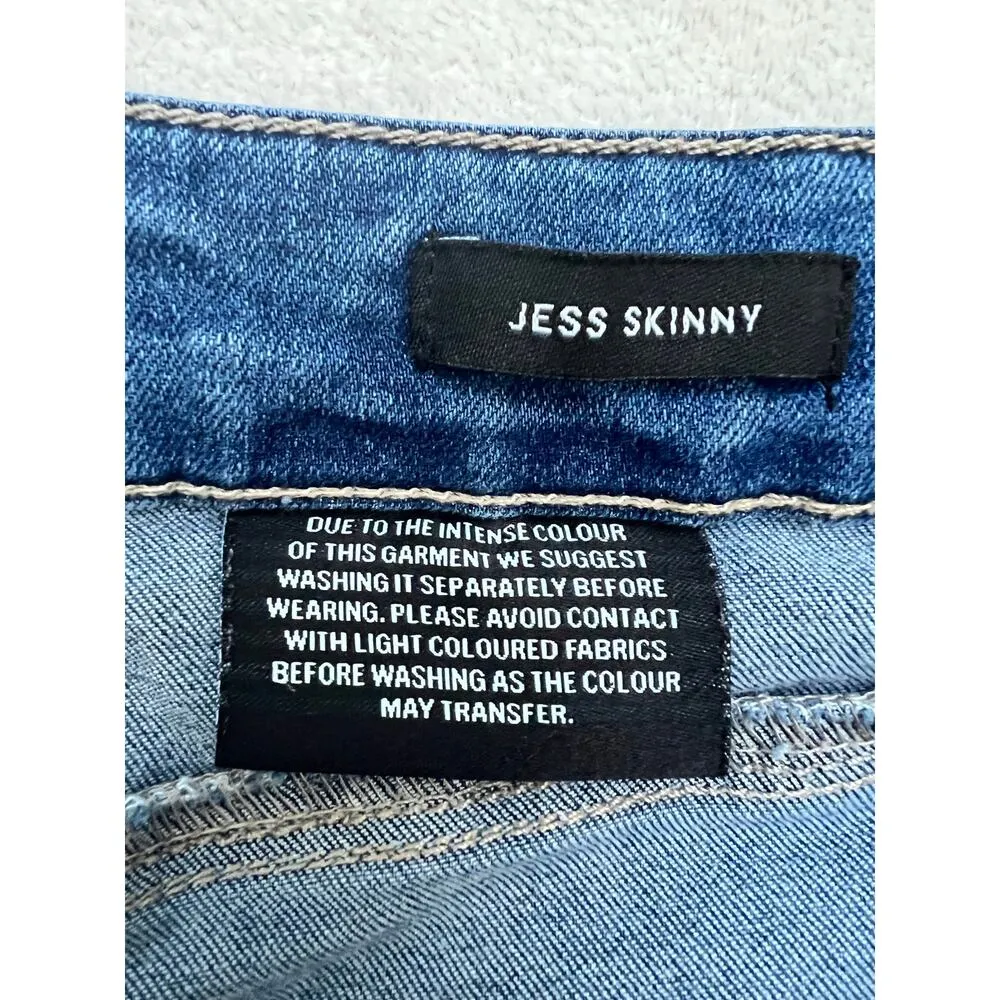 JESS SKINNY
DUE TO THE INTENSE COLOUR
OF THIS GARMENT WE SUGGEST
WASHING IT SEPARATELY BEFORE
WEARING. PLEASE AVOID CONTACT
WITH LIGHT COLOURED FABRICS
BEFORE WASHING AS THE COLOUR
MAY TRANSFER.